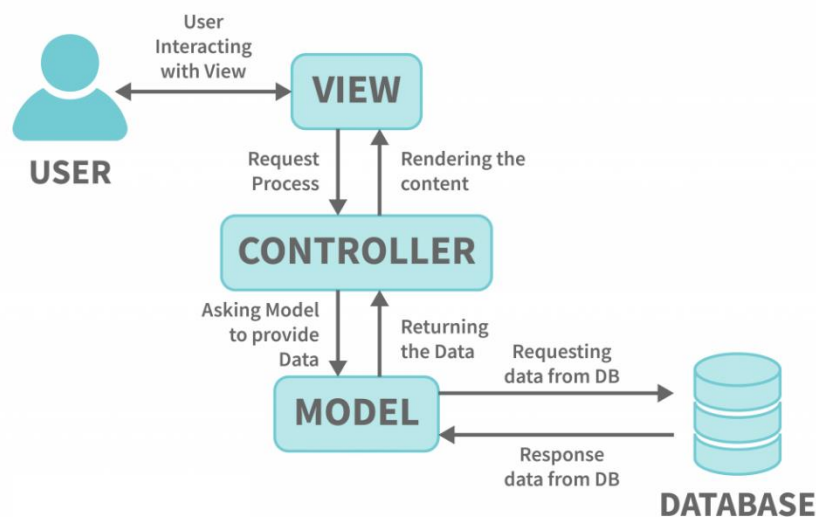 User
Interacting
with View
VIEW
USER
Request
Process
Rendering the
content
CONTROLLER
Asking Model
to provide
Data
Returning
the Data
Requesting
data from DB
MODEL
Response
data from DB
DATABASE